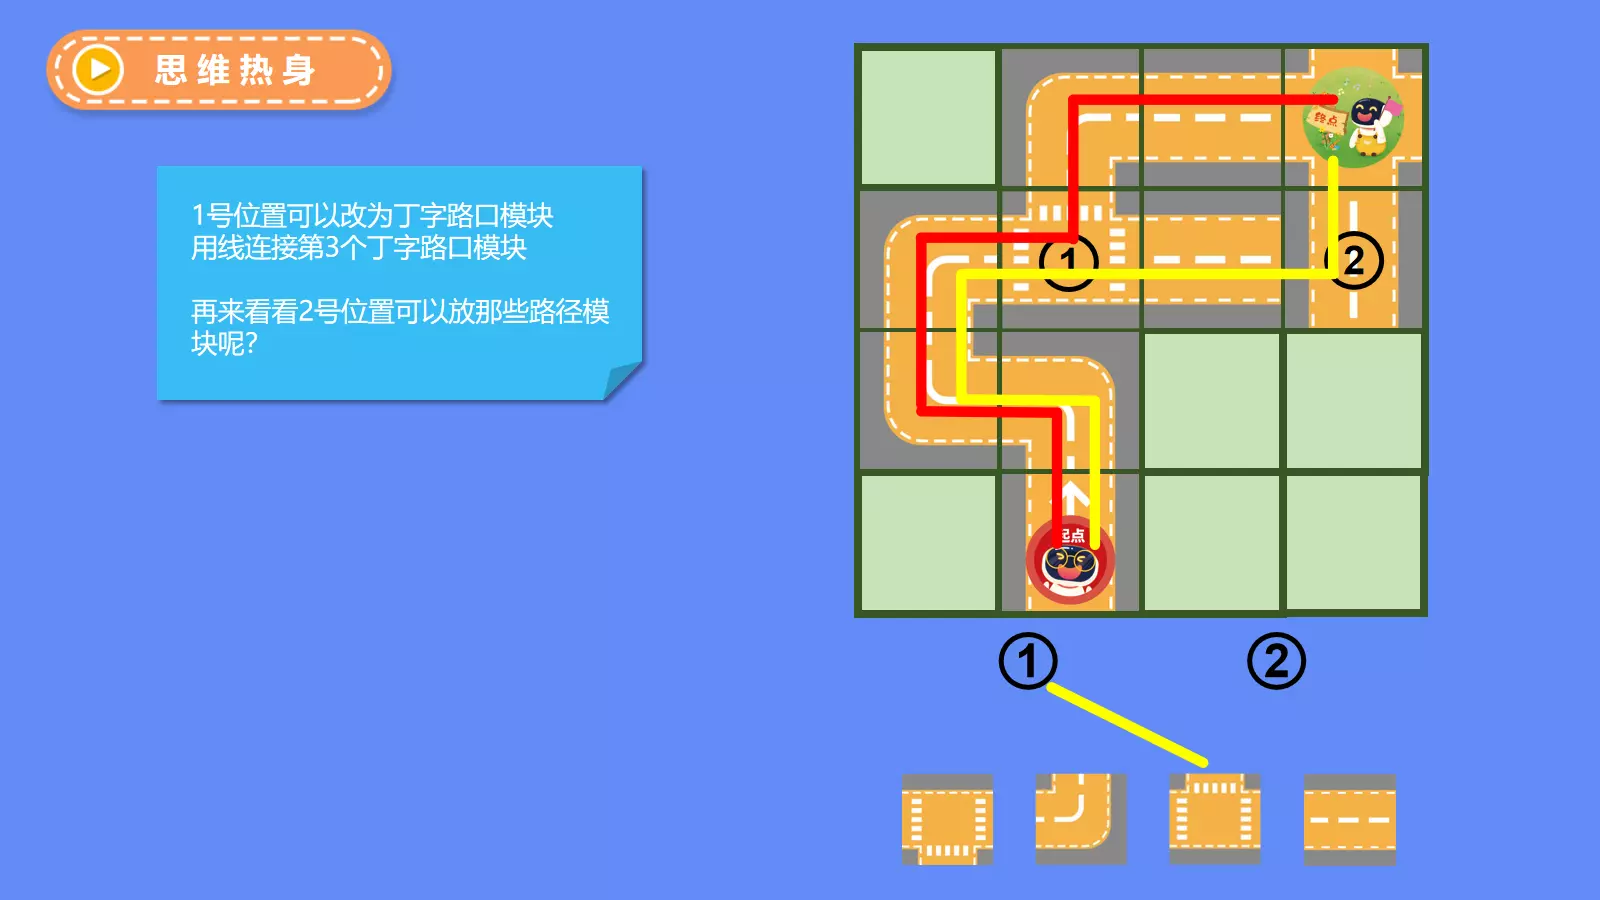 思维热身
1号位置可以改为丁字路口模块
用线连接第3个丁字路口模块
再来看看2号位置可以放那些路径模
块呢?
终点
①
②
起点
①
②